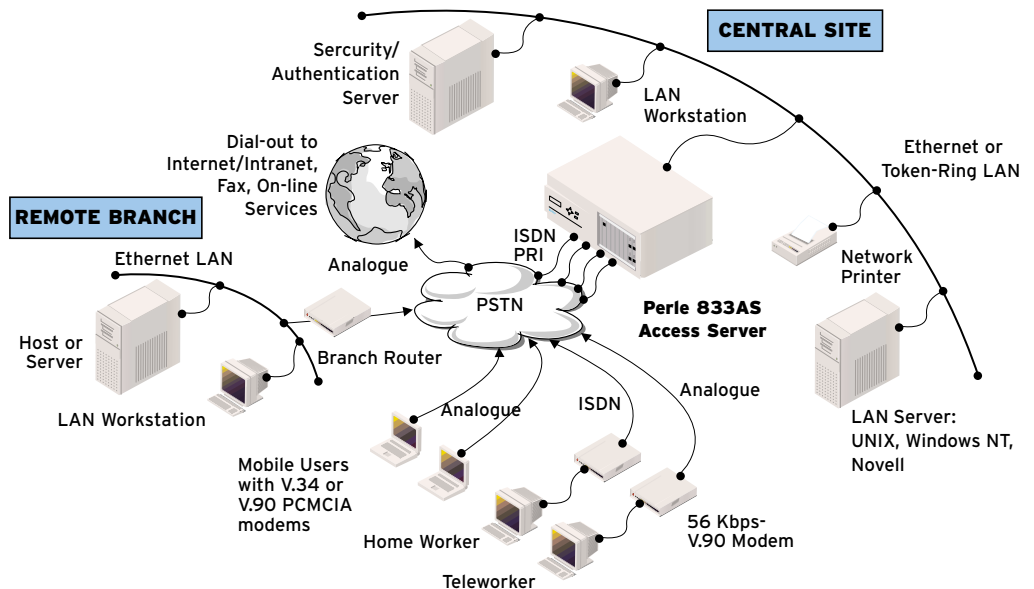 CENTRAL SITE
Sercurity/
Authentication
Server
LAN
Workstation
Dial-out to
Internet/Intranet,
Fax, On-line
Services
Ethernet or
Token-Ring LAN
REMOTE BRANCH
Ethernet LAN
Analogue
ISDN
PRI
Network
Printer
PSTN
Perle 833AS
Access Server
Host or
Server
Branch Router
LAN Workstation
Analogue
ISDN
Analogue
LAN Server:
UNIX, Windows NT,
Novell
Mobile Users
with V.34 or
V.90 PCMCIA
modems
Home Worker
56 Kbps-
V.90 Modem
Teleworker